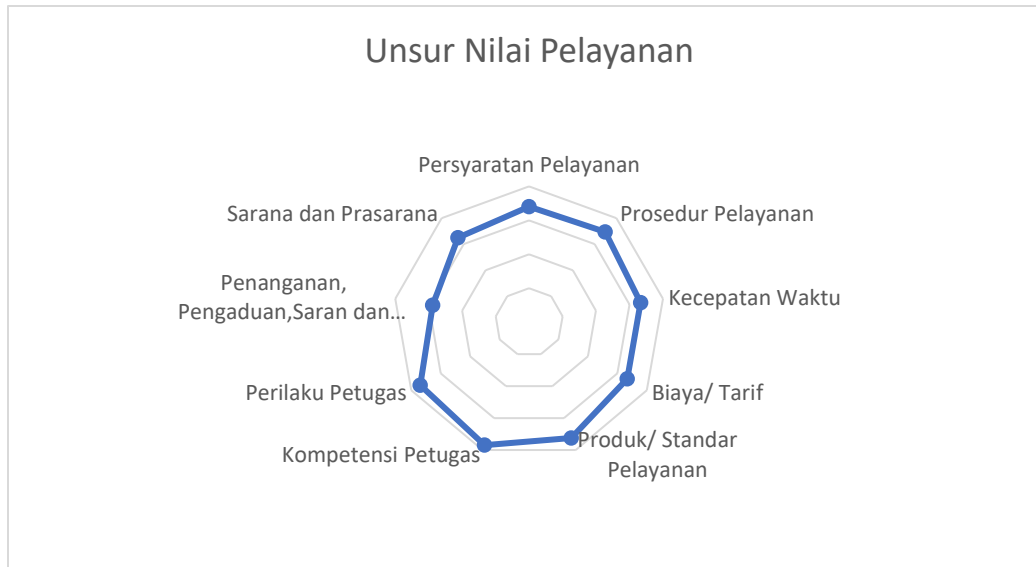 Unsur Nilai Pelayanan
Persyaratan Pelayanan
Prosedur Pelayanan
Kecepatan Waktu
Biaya/ Tarif
Produk/ Standar
Pelayanan
Kompetensi Petugas
Perilaku Petugas
Penanganan,
Pengaduan,Saran dan...
Sarana dan Prasarana